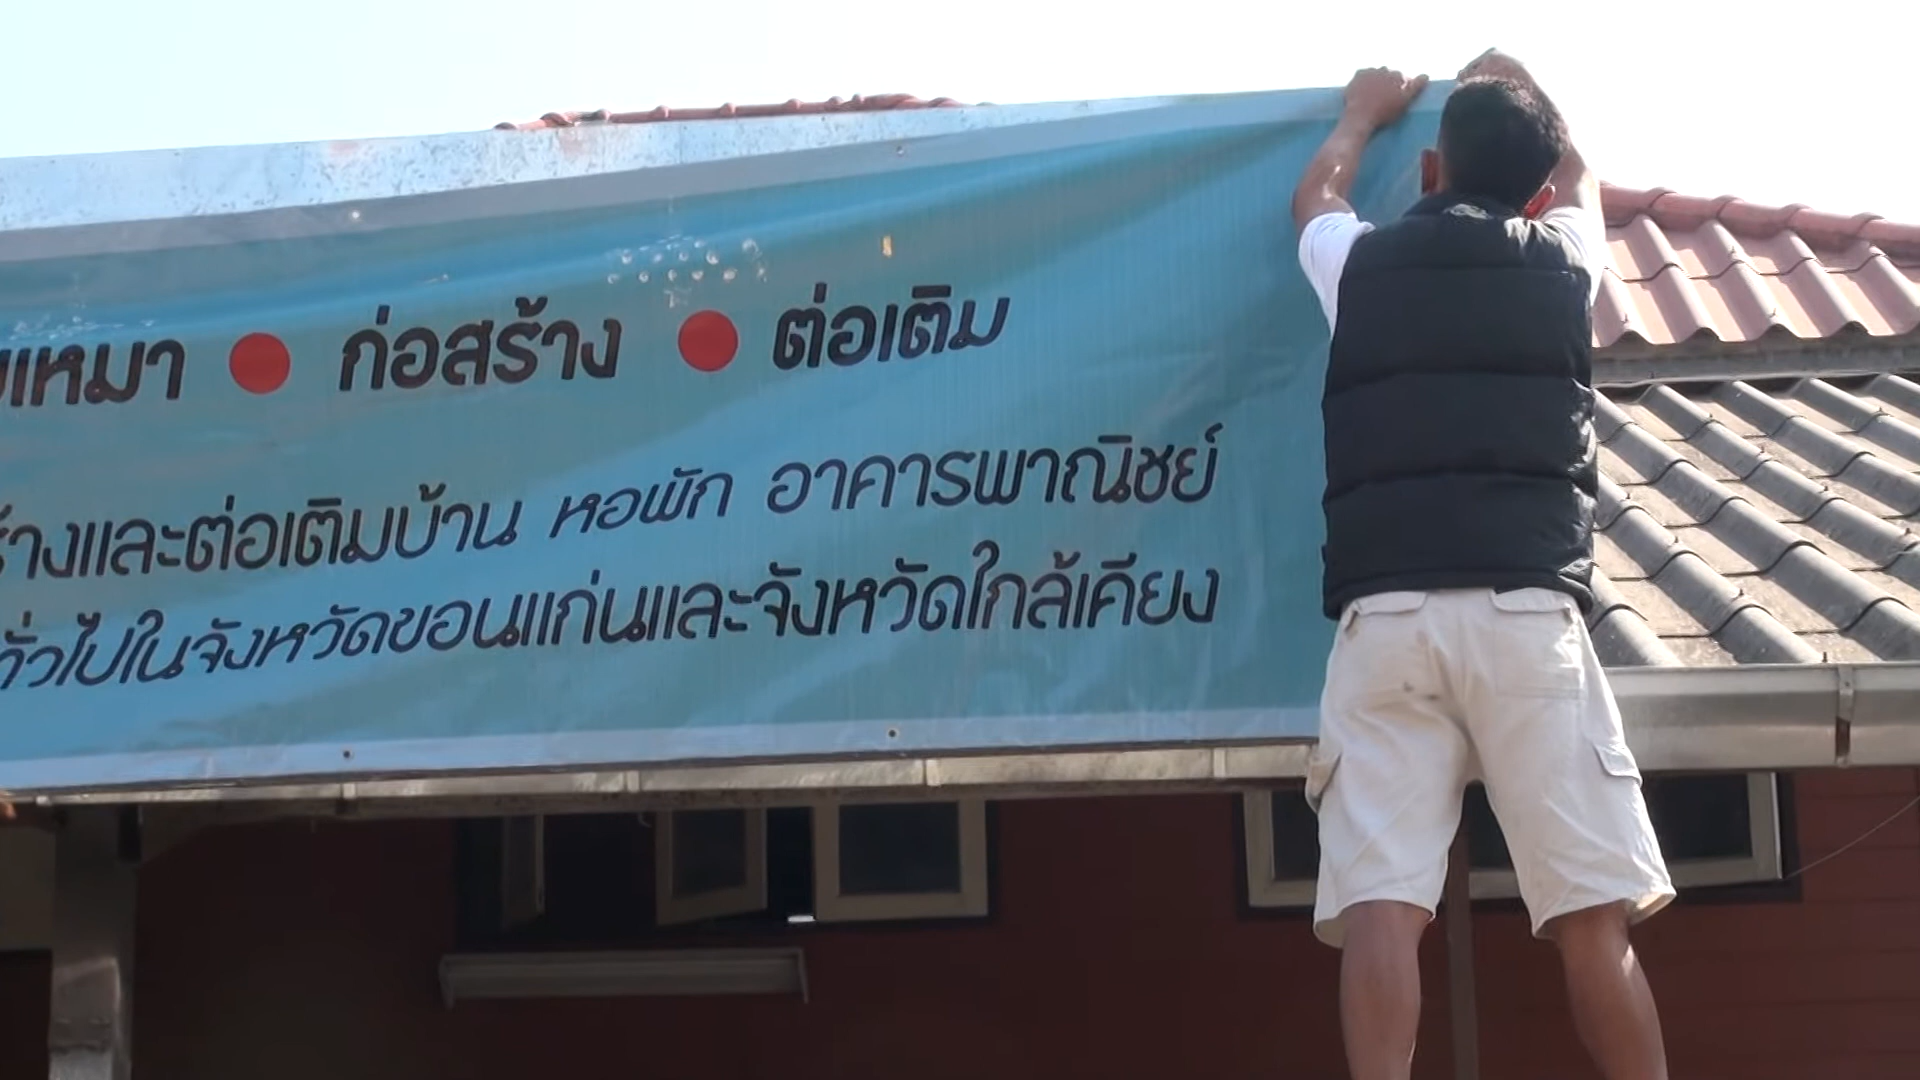 เหมา ● ก่อสร้าง ● ต่อเติม
้างและต่อเติมบ้าน หอพัก อาคารพาณิชย์
ทั่วไปในจังหวัดขอนแก่นและจังหวัดใกล้เคียง